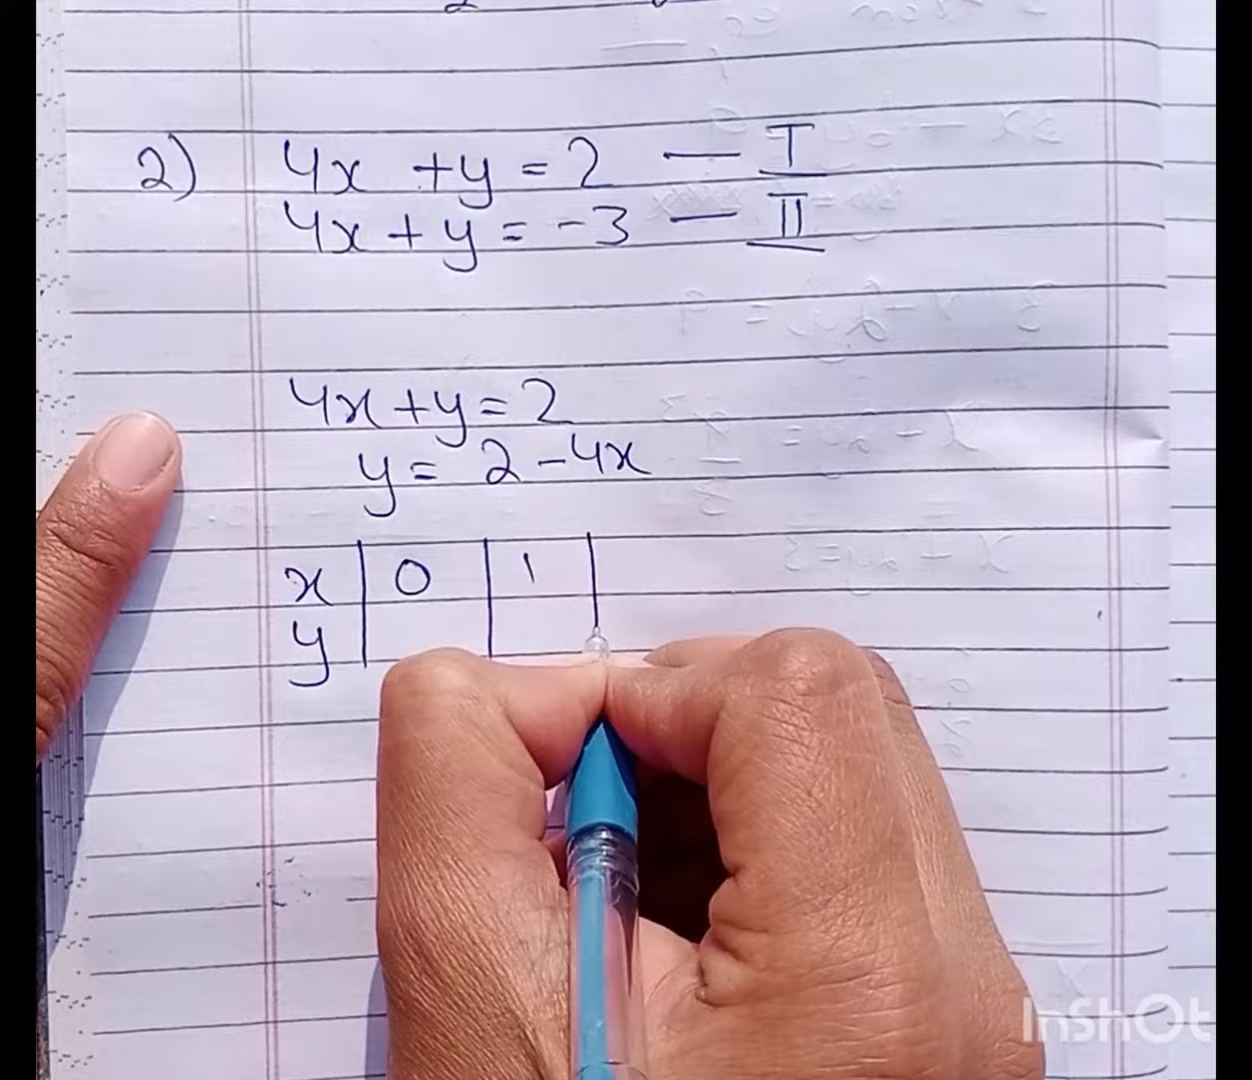 2) 4x + y = 2 — I
4x + y = -3 — II
4x + y = 2
y = 2 - 4x
x | 0 | 1 |
y | | |
InShOt